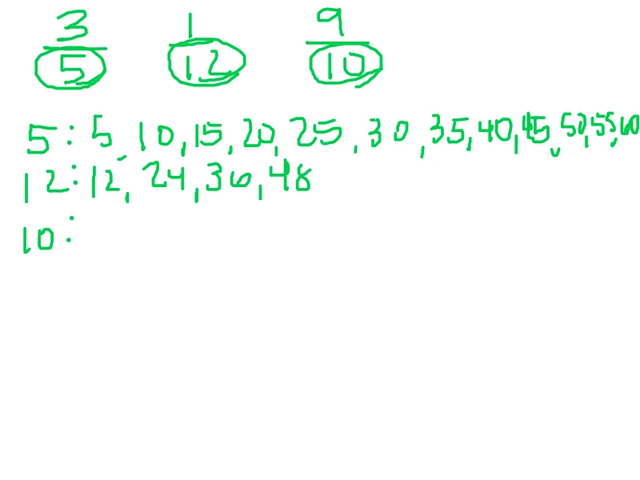 3/5 1/12 9/10
5: 5, 10, 15, 20, 25, 30, 35, 40, 45, 50, 55, 60
12: 12, 24, 36, 48
10: